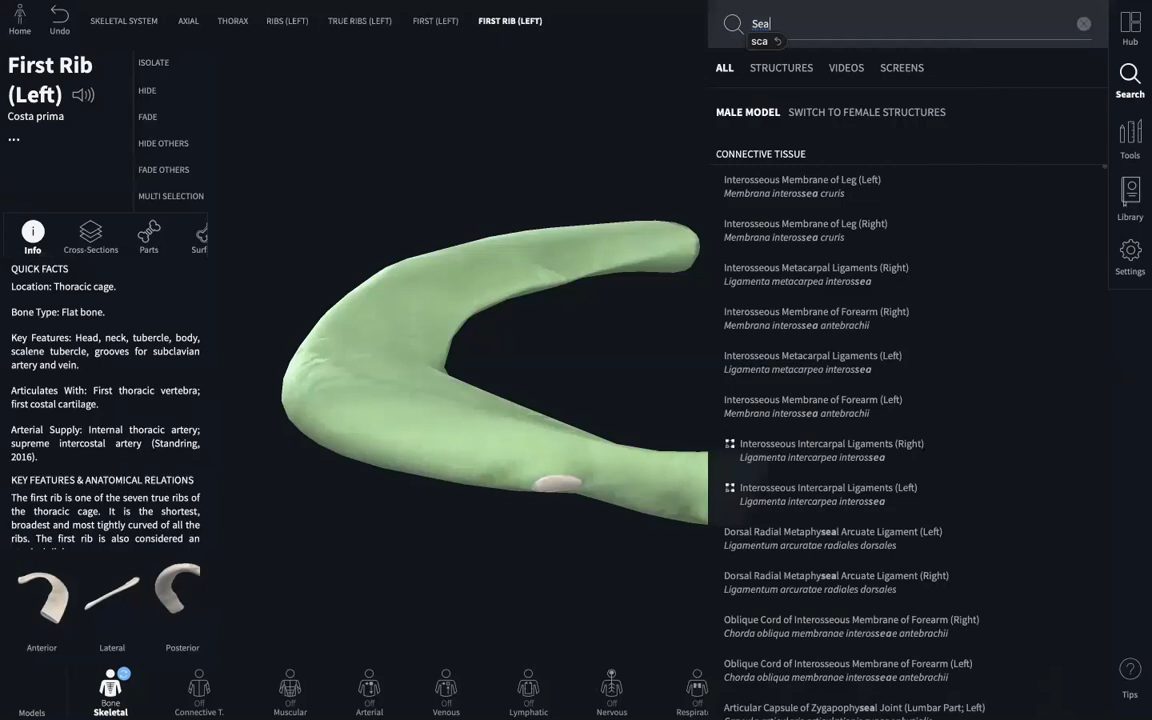 Home
Undo
SKELETAL SYSTEM
AXIAL
THORAX
RIBS (LEFT)
TRUE RIBS (LEFT)
FIRST (LEFT)
FIRST RIB (LEFT)
First Rib
(Left)
Costa prima
...
ISOLATE
HIDE
FADE
HIDE OTHERS
FADE OTHERS
MULTI SELECTION
Info
Cross-Sections
Parts
QUICK FACTS
Location: Thoracic cage.
Bone Type: Flat bone.
Key Features: Head, neck, tubercle, body,
scalene tubercle, grooves for subclavian
artery and vein.
Articulates With: First thoracic vertebra;
first costal cartilage.
Arterial Supply: Internal thoracic artery;
supreme intercostal artery (Standring,
2016).
KEY FEATURES & ANATOMICAL RELATIONS
The first rib is one of the seven true ribs of
the thoracic cage. It is the shortest,
broadest and most tightly curved of all the
ribs. The first rib is also considered an
Anterior
Lateral
Posterior
Models
Bone
Skeletal
Off
Connective T.
Off
Muscular
Off
Arterial
Off
Venous
Off
Lymphatic
Off
Nervous
Off
Respirat
Sea
sca
ALL
STRUCTURES
VIDEOS
SCREENS
MALE MODEL
SWITCH TO FEMALE STRUCTURES
CONNECTIVE TISSUE
Interosseous Membrane of Leg (Left)
Membrana interossea cruris
Interosseous Membrane of Leg (Right)
Membrana interossea cruris
Interosseous Metacarpal Ligaments (Right)
Ligamenta metacarpea interossea
Interosseous Membrane of Forearm (Right)
Membrana interossea antebrachii
Interosseous Metacarpal Ligaments (Left)
Ligamenta metacarpea interossea
Interosseous Membrane of Forearm (Left)
Membrana interossea antebrachii
Interosseous Intercarpal Ligaments (Right)
Ligamenta intercarpea interossea
Interosseous Intercarpal Ligaments (Left)
Ligamenta intercarpea interossea
Dorsal Radial Metaphyseal Arcuate Ligament (Left)
Ligamentum arcuratae radiales dorsales
Dorsal Radial Metaphyseal Arcuate Ligament (Right)
Ligamentum arcuratae radiales dorsales
Oblique Cord of Interosseous Membrane of Forearm (Right)
Chorda obliqua membranae interosseae antebrachii
Oblique Cord of Interosseous Membrane of Forearm (Left)
Chorda obliqua membranae interosseae antebrachii
Articular Capsule of Zygapophyseal Joint (Lumbar Part; Left)
Hub
Search
Tools
Library
Settings
Tips